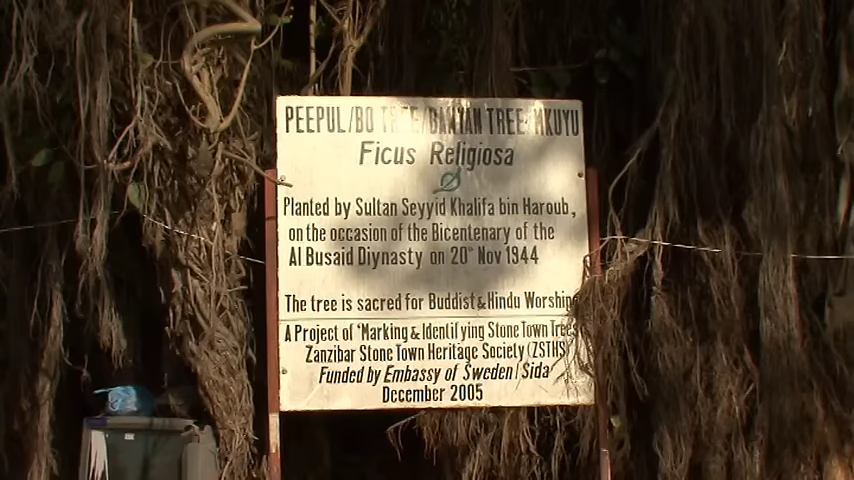 PEEPUL/BO TREE/BANYAN TREE/MKUYU
Ficus Religiosa
Planted by Sultan Seyyid Khalifa bin Haroub,
on the occasion of the Bicentenary of the
Al Busaid Diynasty on 20th Nov 1944
The tree is sacred for Buddist & Hindu Worship
A Project of 'Marking & Identifying Stone Town Trees
Zanzibar Stone Town Heritage Society (ZSTHS)
Funded by Embassy of Sweden / Sida
December 2005